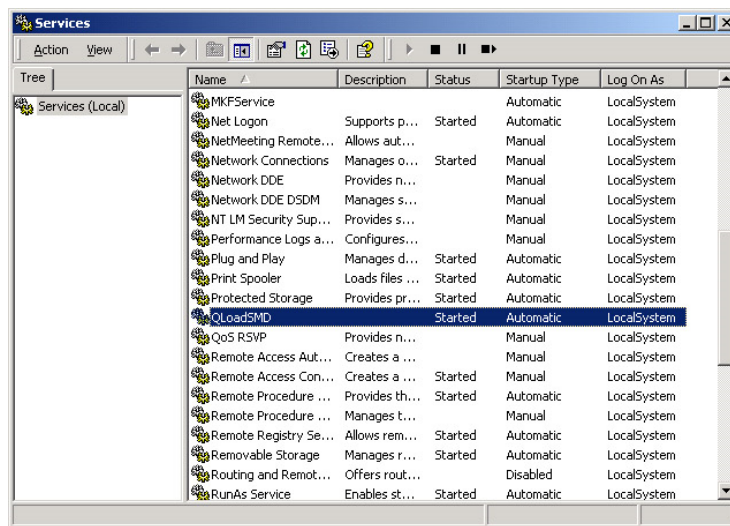 Services
Action View
Tree
Services (Local)
Name Description Status Startup Type Log On As
MKFService Automatic LocalSystem
Net Logon Supports p... Started Automatic LocalSystem
NetMeeting Remote... Allows aut... Manual LocalSystem
Network Connections Manages o... Started Manual LocalSystem
Network DDE Provides n... Manual LocalSystem
Network DDE DSDM Manages s... Manual LocalSystem
NT LM Security Sup... Provides s... Manual LocalSystem
Performance Logs a... Configures... Manual LocalSystem
Plug and Play Manages d... Started Automatic LocalSystem
Print Spooler Loads files ... Started Automatic LocalSystem
Protected Storage Provides pr... Started Automatic LocalSystem
QLoadSMD Started Automatic LocalSystem
QoS RSVP Provides n... Manual LocalSystem
Remote Access Aut... Creates a ... Manual LocalSystem
Remote Access Con... Creates a ... Started Manual LocalSystem
Remote Procedure ... Provides th... Started Automatic LocalSystem
Remote Procedure ... Manages t... Manual LocalSystem
Remote Registry Se... Allows rem... Started Automatic LocalSystem
Removable Storage Manages r... Started Automatic LocalSystem
Routing and Remot... Offers rout... Disabled LocalSystem
RunAs Service Enables st... Started Automatic LocalSystem